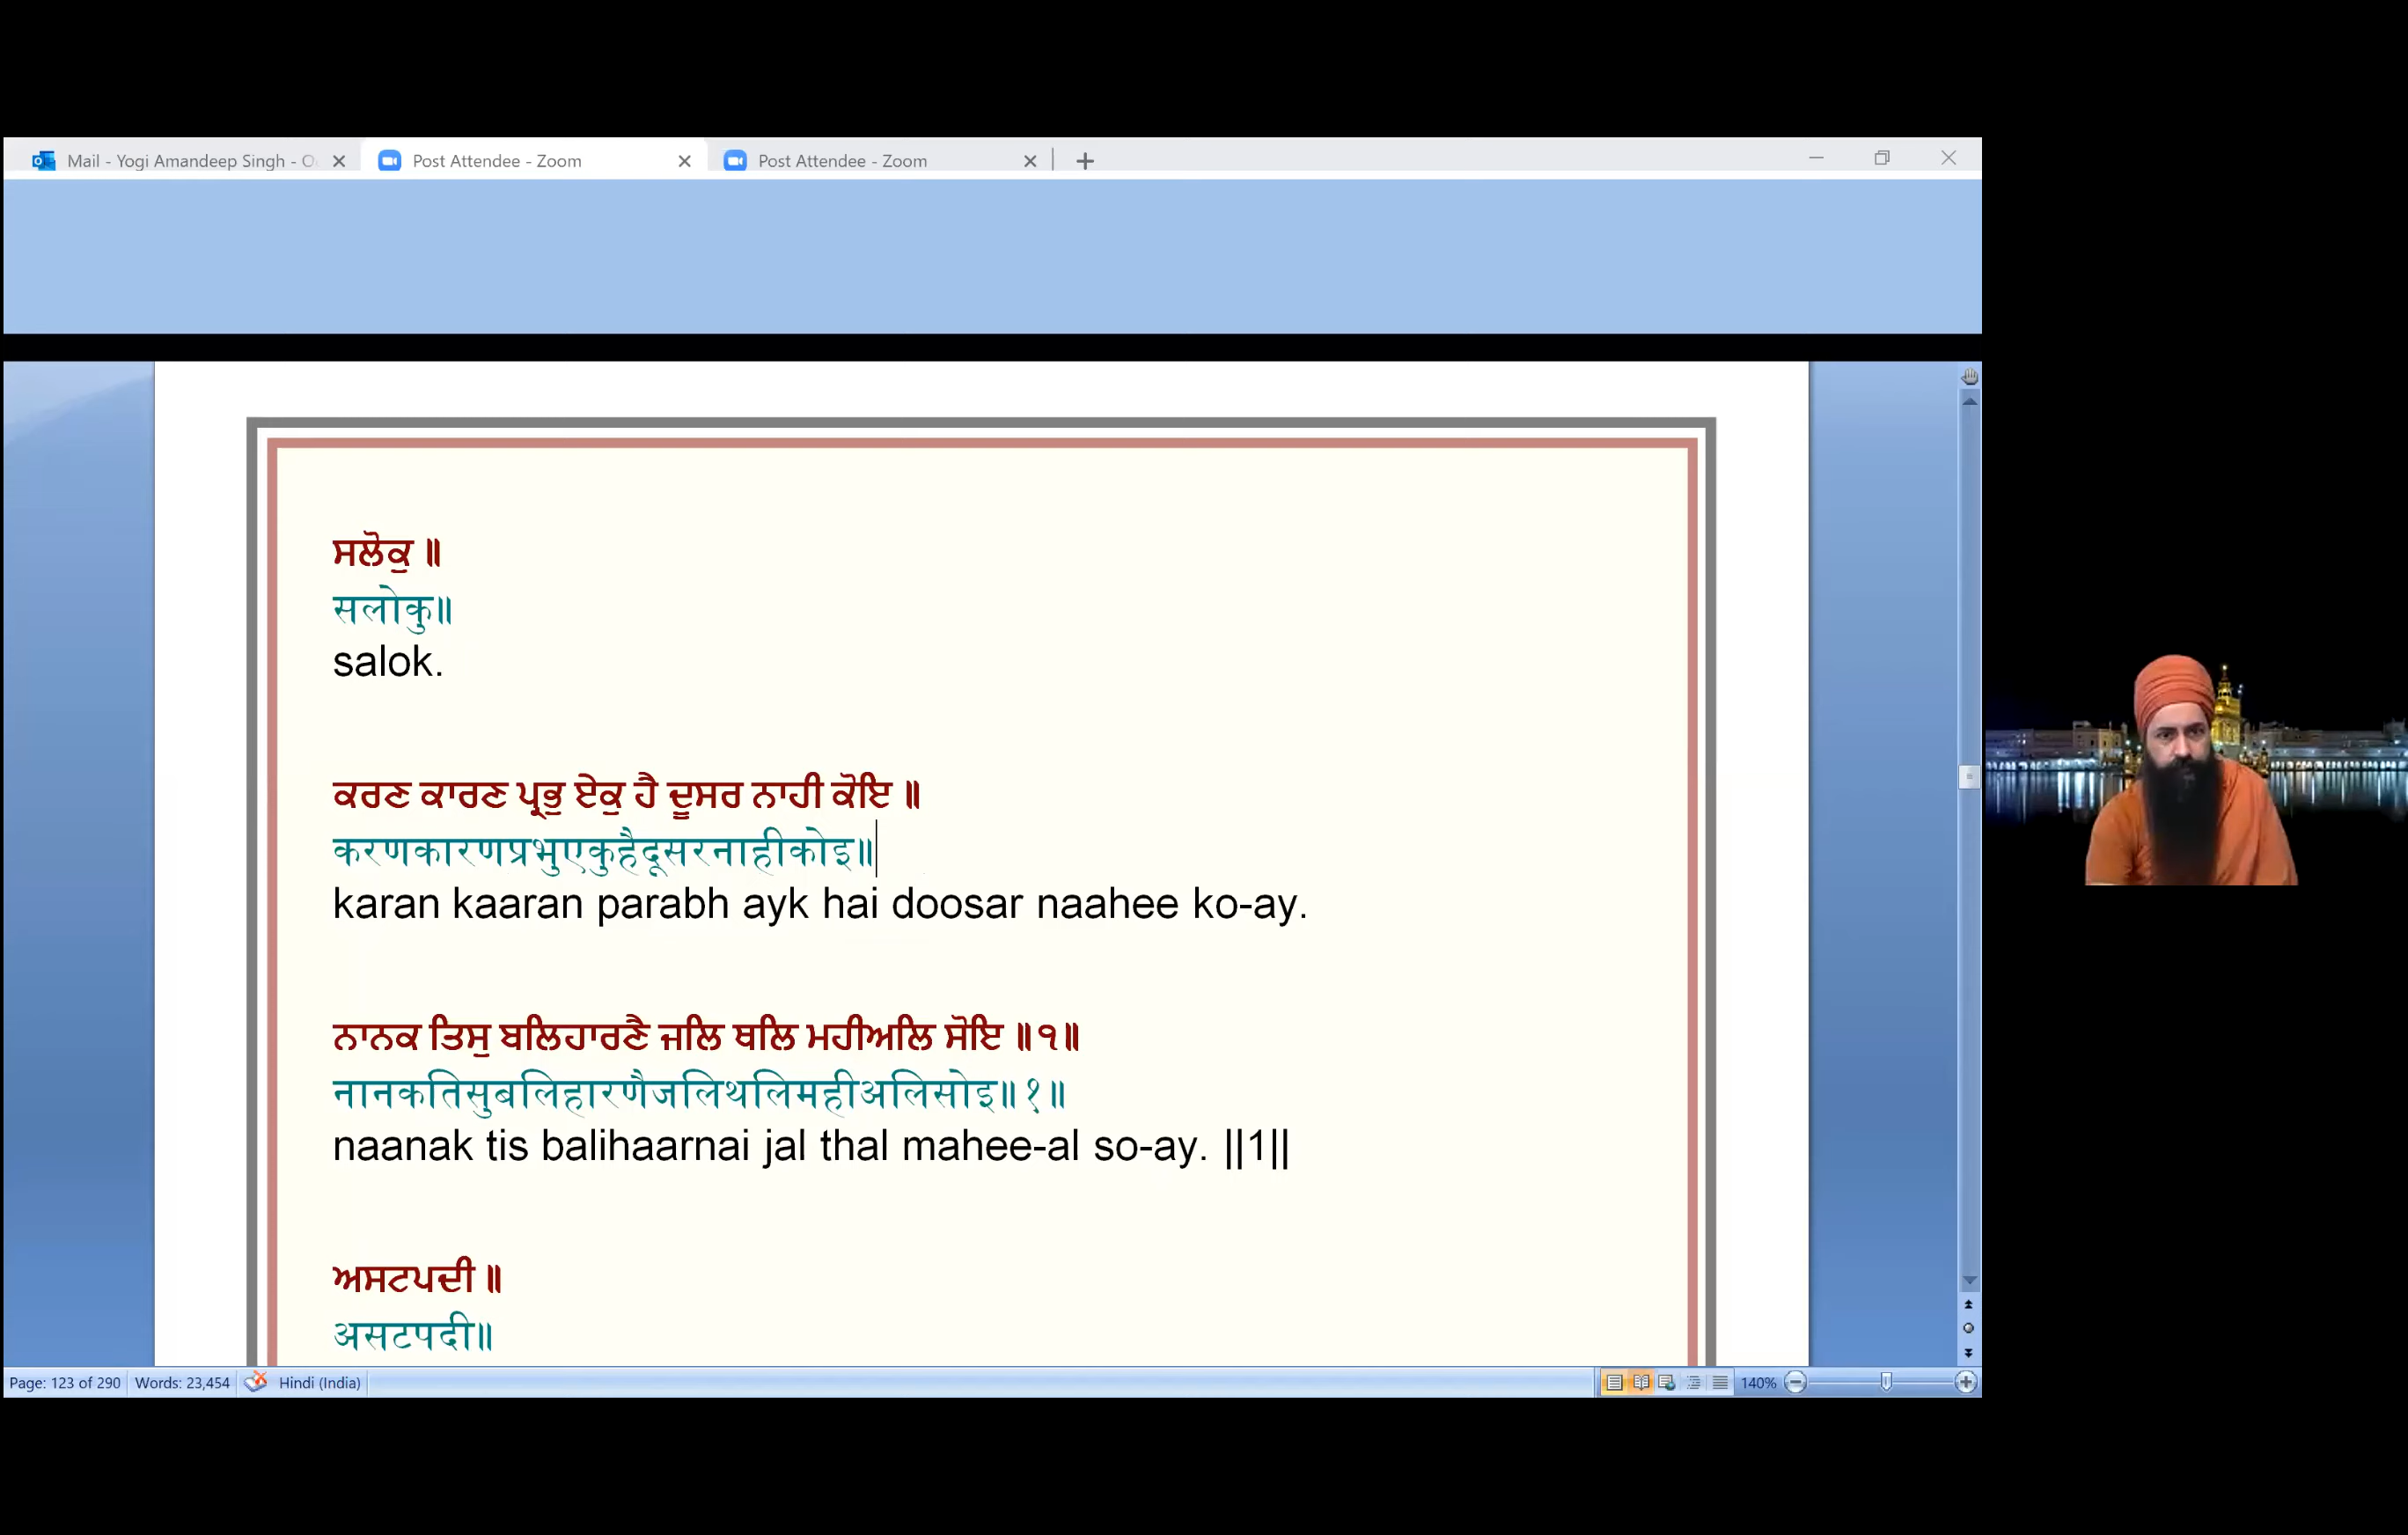 Mail - Yogi Amandeep Singh - O
Post Attendee - Zoom
Post Attendee - Zoom
ਸਲੋਕੁ ॥
सलोकु॥
salok.
ਕਰਣ ਕਾਰਣ ਪ੍ਰਭੁ ਏਕੁ ਹੈ ਦੂਸਰ ਨਾਹੀ ਕੋਇ ॥
करणकारणप्रभुएकुहैदूसरनाहीकोइ॥
karan kaaran parabh ayk hai doosar naahee ko-ay.
ਨਾਨਕ ਤਿਸੁ ਬਲਿਹਾਰਣੈ ਜਲਿ ਥਲਿ ਮਹੀਅਲਿ ਸੋਇ ॥੧॥
नानकतिसुबलिहारणैजलिथलिमहीअलिसोइ॥१॥
naanak tis balihaarnai jal thal mahee-al so-ay. ||1||
ਅਸਟਪਦੀ ॥
असटपदी॥
Page: 123 of 290 Words: 23,454 Hindi (India) 140%